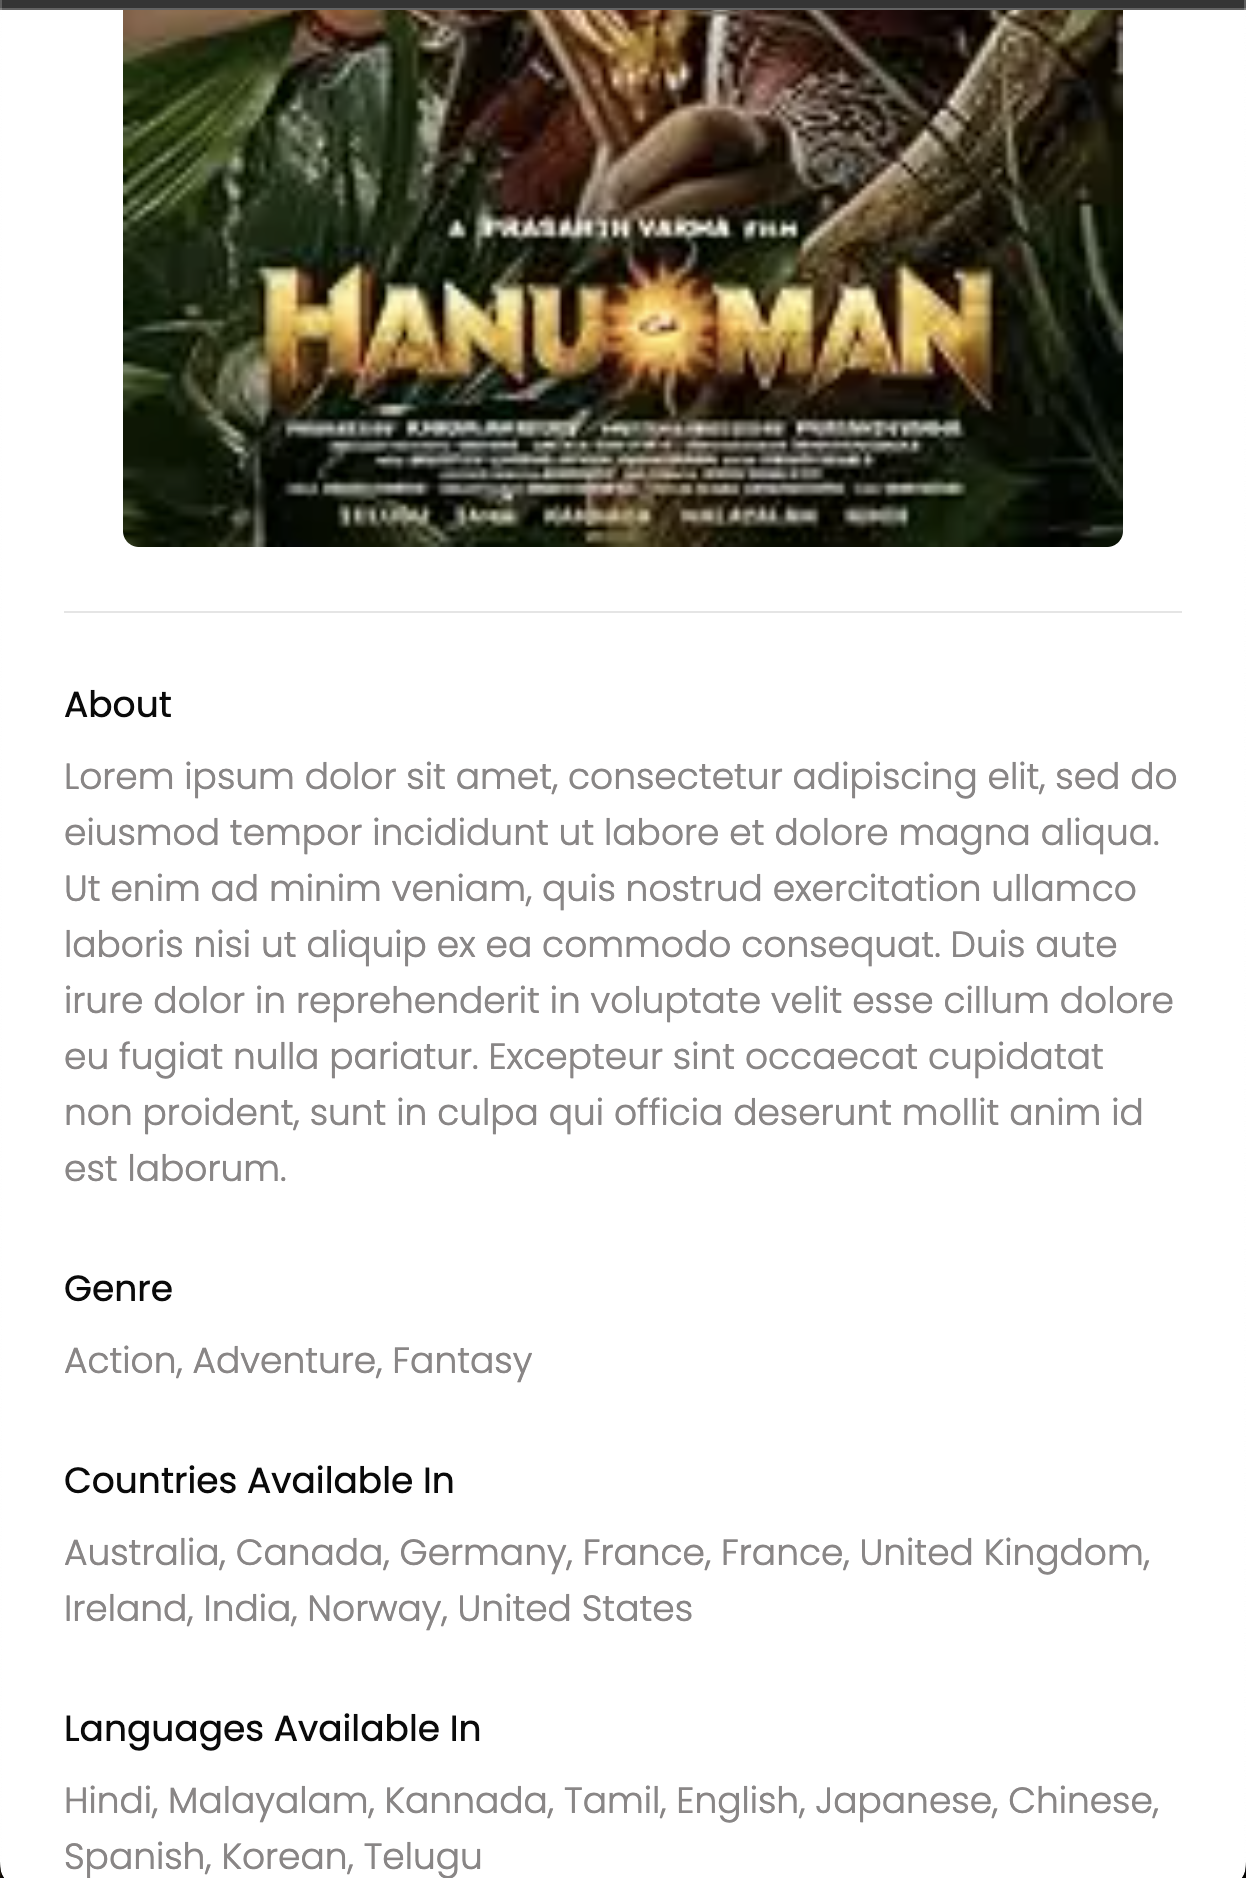 A PRASANTH VARMA FILM
HANU MAN
TELUGU TAMIL KANNADA MALAYALAM HINDI
About
Lorem ipsum dolor sit amet, consectetur adipiscing elit, sed do
eiusmod tempor incididunt ut labore et dolore magna aliqua.
Ut enim ad minim veniam, quis nostrud exercitation ullamco
laboris nisi ut aliquip ex ea commodo consequat. Duis aute
irure dolor in reprehenderit in voluptate velit esse cillum dolore
eu fugiat nulla pariatur. Excepteur sint occaecat cupidatat
non proident, sunt in culpa qui officia deserunt mollit anim id
est laborum.
Genre
Action, Adventure, Fantasy
Countries Available In
Australia, Canada, Germany, France, France, United Kingdom,
Ireland, India, Norway, United States
Languages Available In
Hindi, Malayalam, Kannada, Tamil, English, Japanese, Chinese,
Spanish, Korean, Telugu